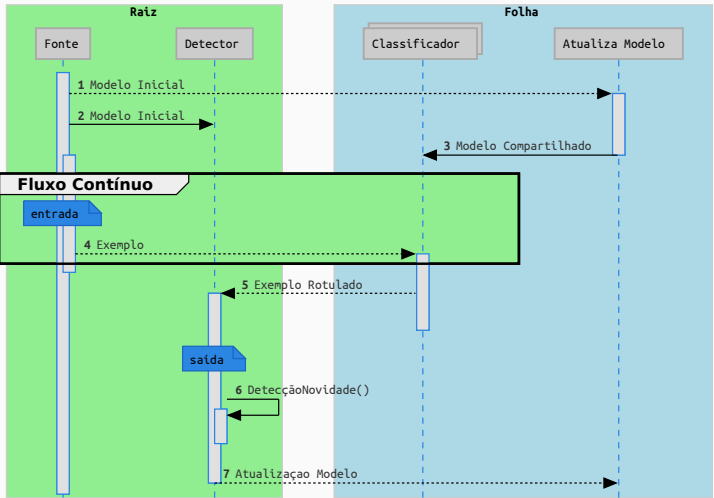 Raiz
Folha
Fonte
Detector
Classificador
Atualiza Modelo
1 Modelo Inicial
2 Modelo Inicial
3 Modelo Compartilhado
Fluxo Contínuo
entrada
4 Exemplo
5 Exemplo Rotulado
saída
6 DetecçãoNovidade()
7 Atualizaçao Modelo